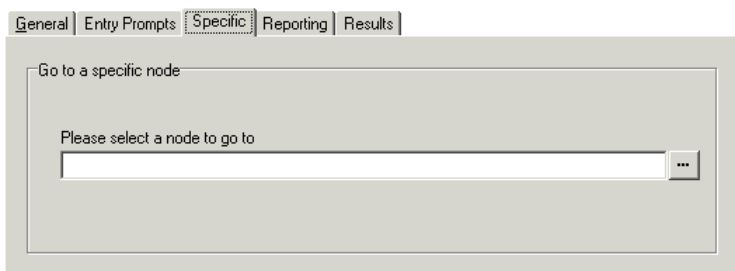 General Entry Prompts Specific Reporting Results
Go to a specific node
Please select a node to go to
...